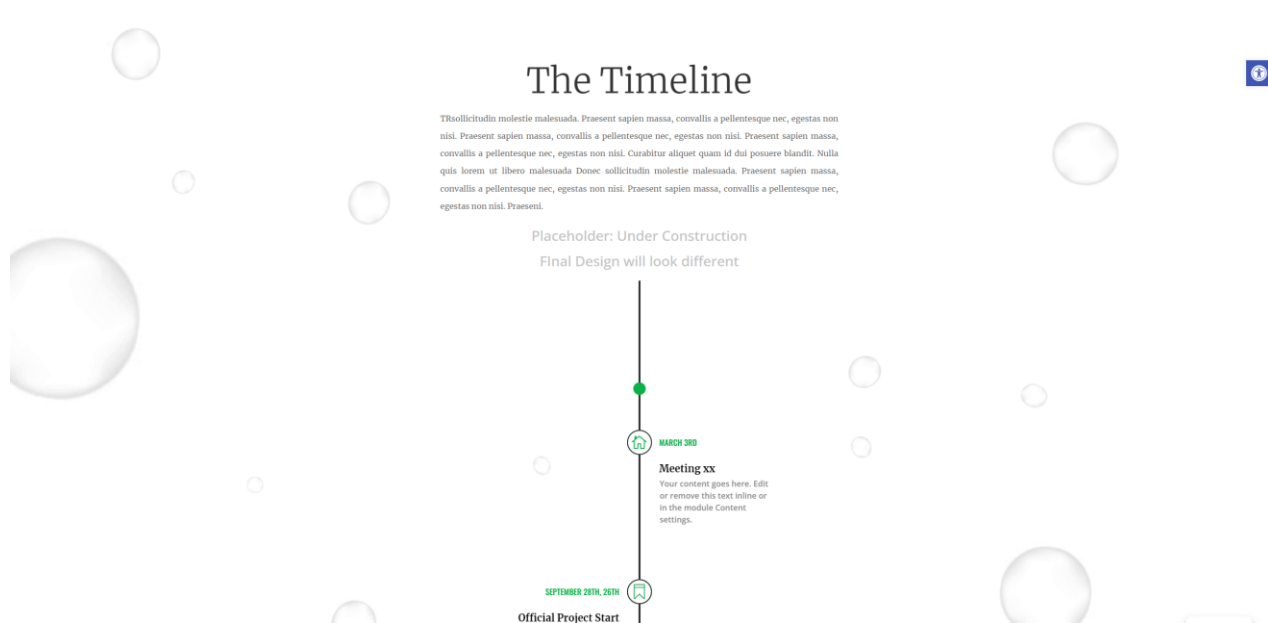 The Timeline
TRsollicitudin molestie malesuada. Praesent sapien massa, convallis a pellentesque nec, egestas non
nisi. Praesent sapien massa, convallis a pellentesque nec, egestas non nisi. Praesent sapien massa,
convallis a pellentesque nec, egestas non nisi. Curabitur aliquet quam id dui posuere blandit. Nulla
quis lorem ut libero malesuada Donec sollicitudin molestie malesuada. Praesent sapien massa,
convallis a pellentesque nec, egestas non nisi. Praesent sapien massa, convallis a pellentesque nec,
egestas non nisi. Praeseni.
Placeholder: Under Construction
FInal Design will look different
MARCH 3RD
Meeting xx
Your content goes here. Edit
or remove this text inline or
in the module Content
settings.
SEPTEMBER 28TH, 26TH
Official Project Start